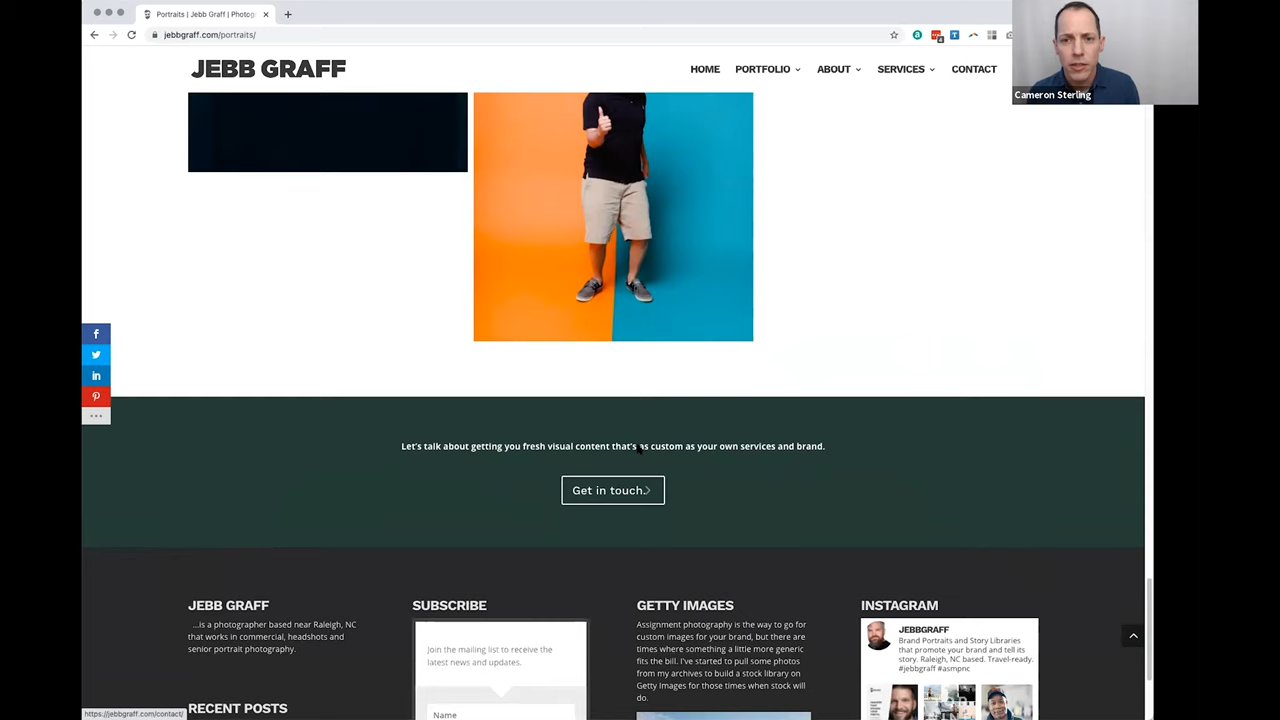 Portraits | Jebb Graff | Photog
jebbgraff.com/portraits/
4
T
Cameron Sterling
JEBB GRAFF
HOME PORTFOLIO ABOUT SERVICES CONTACT
Let's talk about getting you fresh visual content that's as custom as your own services and brand.
Get in touch.
JEBB GRAFF
...is a photographer based near Raleigh, NC
that works in commercial, headshots and
senior portrait photography.
RECENT POSTS
SUBSCRIBE
Join the mailing list to receive the
latest news and updates.
Name
GETTY IMAGES
Assignment photography is the way to go for
custom images for your brand, but there are
times where something a little more generic
fits the bill. I've started to pull some photos
from my archives to build a stock library on
Getty Images for those times when stock will
do.
INSTAGRAM
JEBBGRAFF
Brand Portraits and Story Libraries
that promote your brand and tell its
story. Raleigh, NC based. Travel-ready.
#jebbgraff #asmpnc
https://jebbgraff.com/contact/